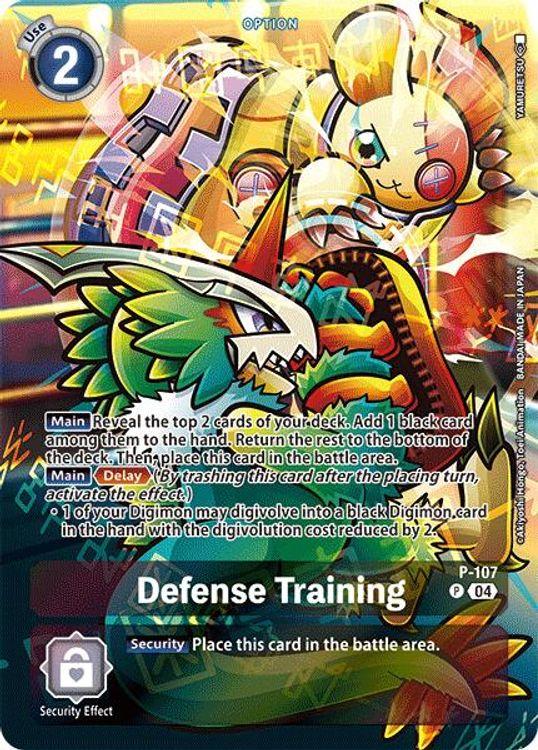 OPTION
Use
2
YAMURETSU
BANDAI MADE IN JAPAN
©Akiyoshi Hongo, Toei Animation
Main Reveal the top 2 cards of your deck. Add 1 black card
among them to the hand. Return the rest to the bottom of
the deck. Then, place this card in the battle area.
Main Delay (By trashing this card after the placing turn,
activate the effect.)
・1 of your Digimon may digivolve into a black Digimon card
in the hand with the digivolution cost reduced by 2.
P-107
Defense Training
P 04
Security Place this card in the battle area.
Security Effect